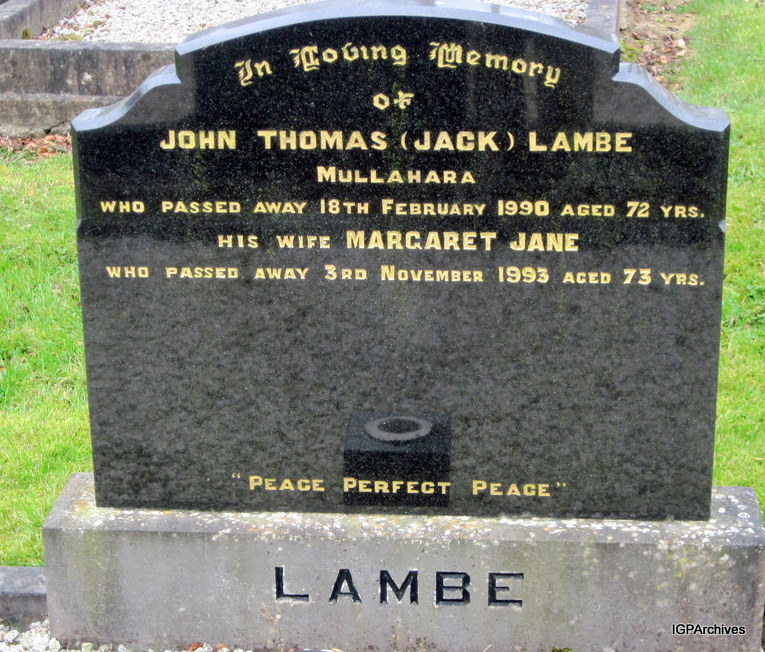 In Loving Memory
of
JOHN THOMAS (JACK) LAMBE
MULLAHARA
WHO PASSED AWAY 18TH FEBRUARY 1990 AGED 72 YRS.
HIS WIFE MARGARET JANE
WHO PASSED AWAY 3RD NOVEMBER 1993 AGED 73 YRS.
"PEACE PERFECT PEACE"
LAMBE
IGPArchives